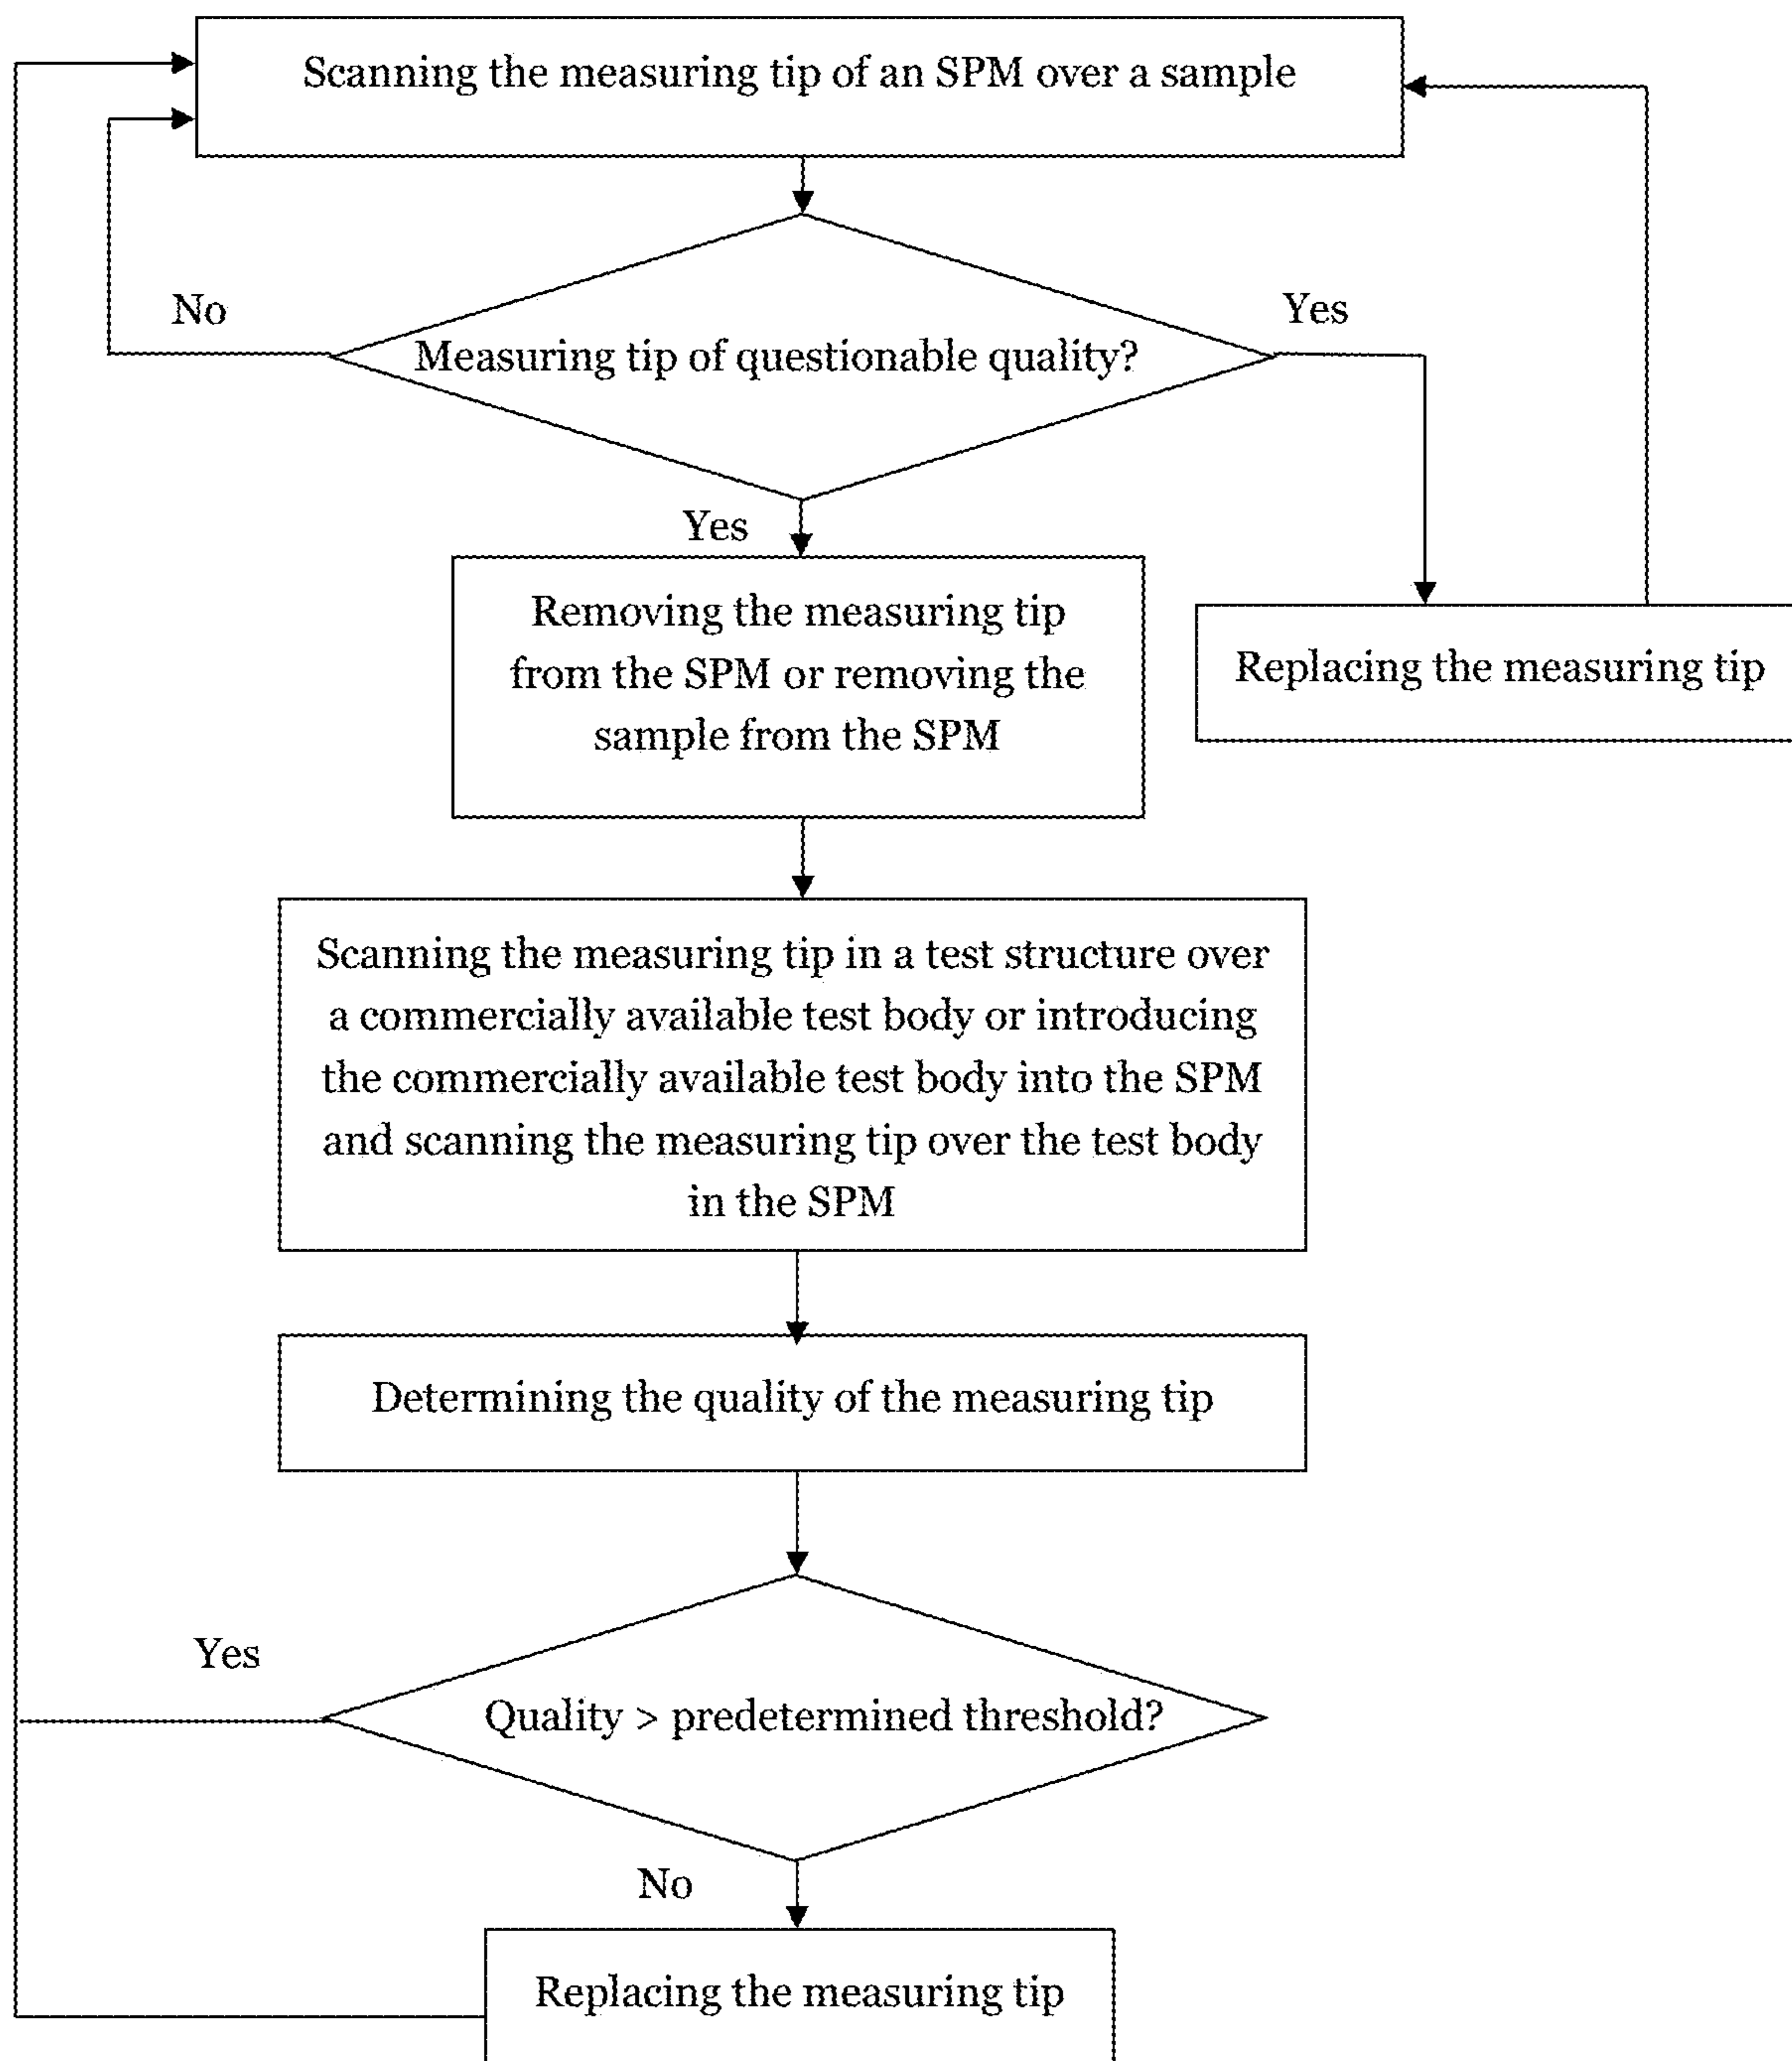 Scanning the measuring tip of an SPM over a sample
No
Yes
Measuring tip of questionable quality?
Yes
Removing the measuring tip
from the SPM or removing the
sample from the SPM
Replacing the measuring tip
Scanning the measuring tip in a test structure over
a commercially available test body or introducing
the commercially available test body into the SPM
and scanning the measuring tip over the test body
in the SPM
Determining the quality of the measuring tip
Yes
Quality > predetermined threshold?
No
Replacing the measuring tip